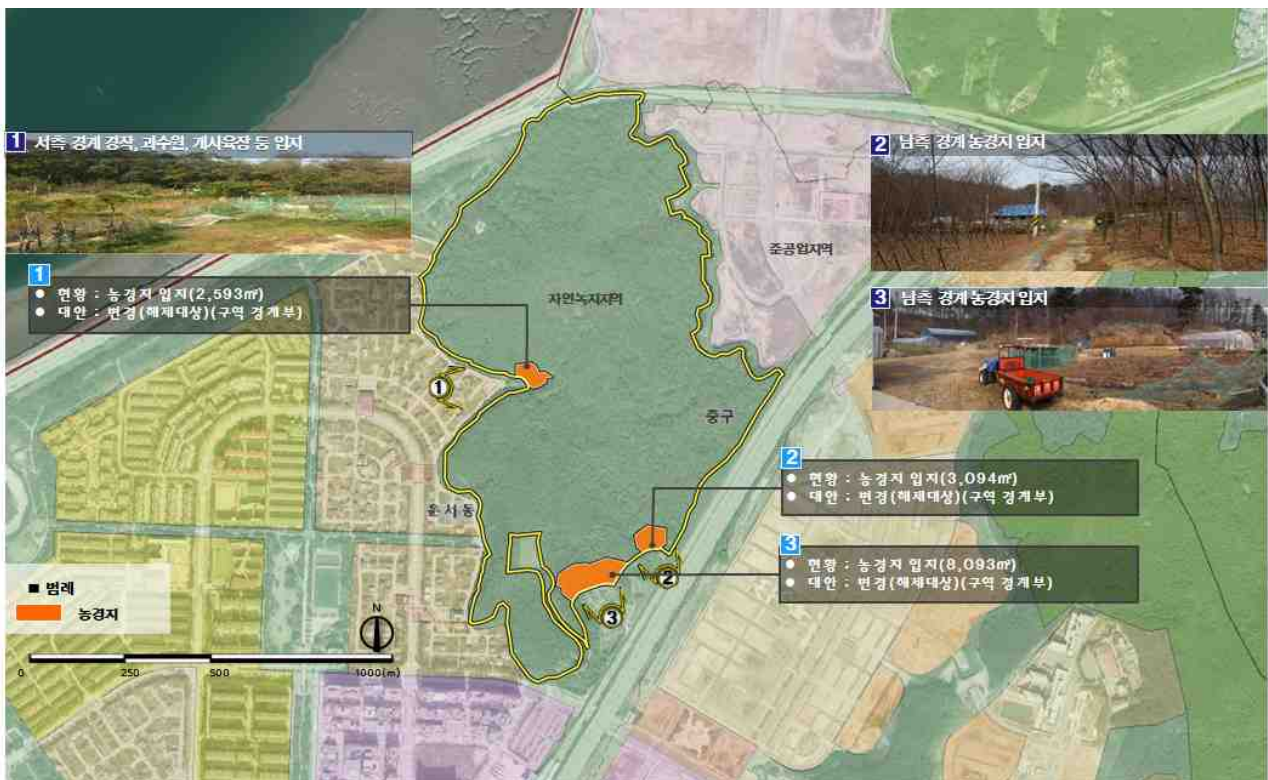 1 서측 경계 경작, 과수원, 개사육장 등 입지
2 남측 경계 농경지 입지
3 남측 경계 농경지 입지
1
● 현황 : 농경지 입지(2,593㎡)
● 대안 : 변경(해제대상)(구역 경계부)
준공업지역
자연녹지지역
중구
운서동
2
● 현황 : 농경지 입지(3,094㎡)
● 대안 : 변경(해제대상)(구역 경계부)
3
● 현황 : 농경지 입지(8,093㎡)
● 대안 : 변경(해제대상)(구역 경계부)
①
②
③
■ 범례
농경지
N
0 250 500 1000(m)